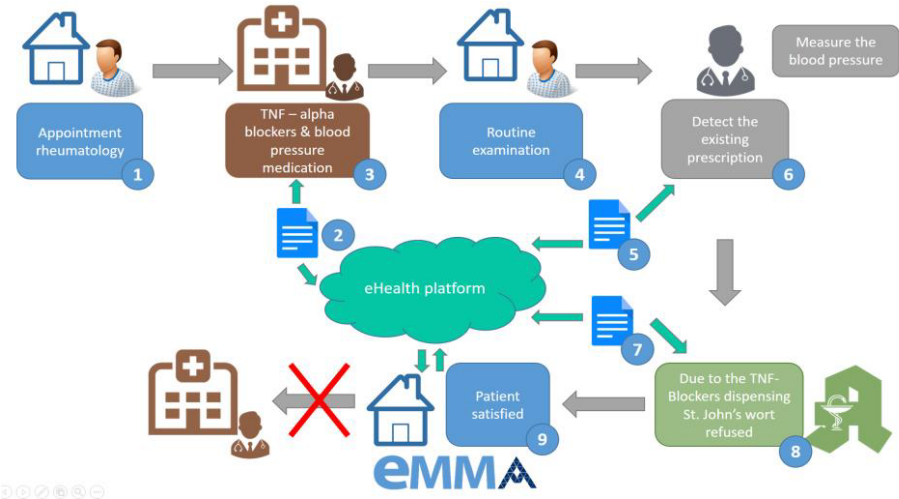 Appointment
rheumatology
1
TNF – alpha
blockers & blood
pressure
medication
3
Routine
examination
4
Measure the
blood pressure
Detect the
existing
prescription
6
2
5
eHealth platform
7
Patient
satisfied
9
Due to the TNF-
Blockers dispensing
St. John's wort
refused
8
eMMA